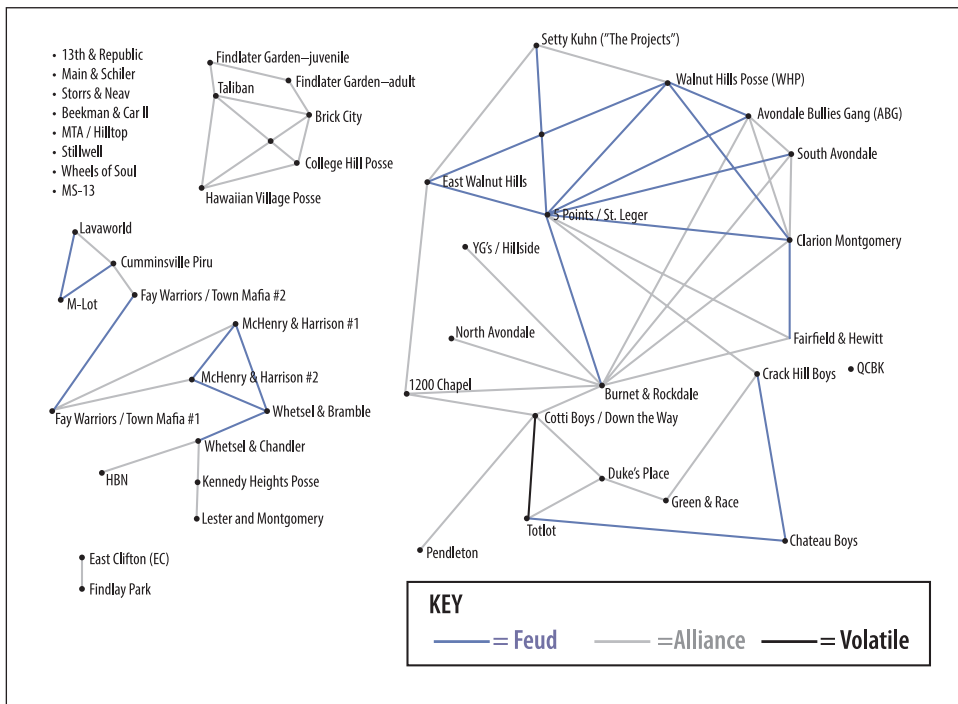 • 13th & Republic
• Main & Schiler
• Storrs & Neav
• Beekman & Car II
• MTA / Hilltop
• Stillwell
• Wheels of Soul
• MS-13
Findlater Garden–juvenile
Findlater Garden–adult
Taliban
Brick City
College Hill Posse
Hawaiian Village Posse
Setty Kuhn ("The Projects")
Walnut Hills Posse (WHP)
Avondale Bullies Gang (ABG)
South Avondale
East Walnut Hills
5 Points / St. Leger
Clarion Montgomery
YG's / Hillside
North Avondale
Fairfield & Hewitt
QCBK
Crack Hill Boys
1200 Chapel
Burnet & Rockdale
Cotti Boys / Down the Way
Duke's Place
Green & Race
Totlot
Chateau Boys
Pendleton
Lavaworld
Cumminsville Piru
M-Lot
Fay Warriors / Town Mafia #2
McHenry & Harrison #1
McHenry & Harrison #2
Fay Warriors / Town Mafia #1
Whetsel & Bramble
Whetsel & Chandler
HBN
Kennedy Heights Posse
Lester and Montgomery
East Clifton (EC)
Findlay Park
KEY
= Feud
=Alliance
= Volatile